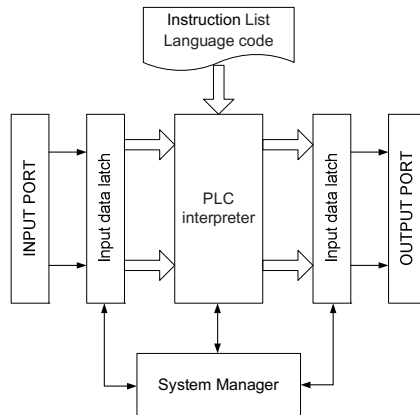 Instruction List
Language code
INPUT PORT
Input data latch
PLC
interpreter
Input data latch
OUTPUT PORT
System Manager